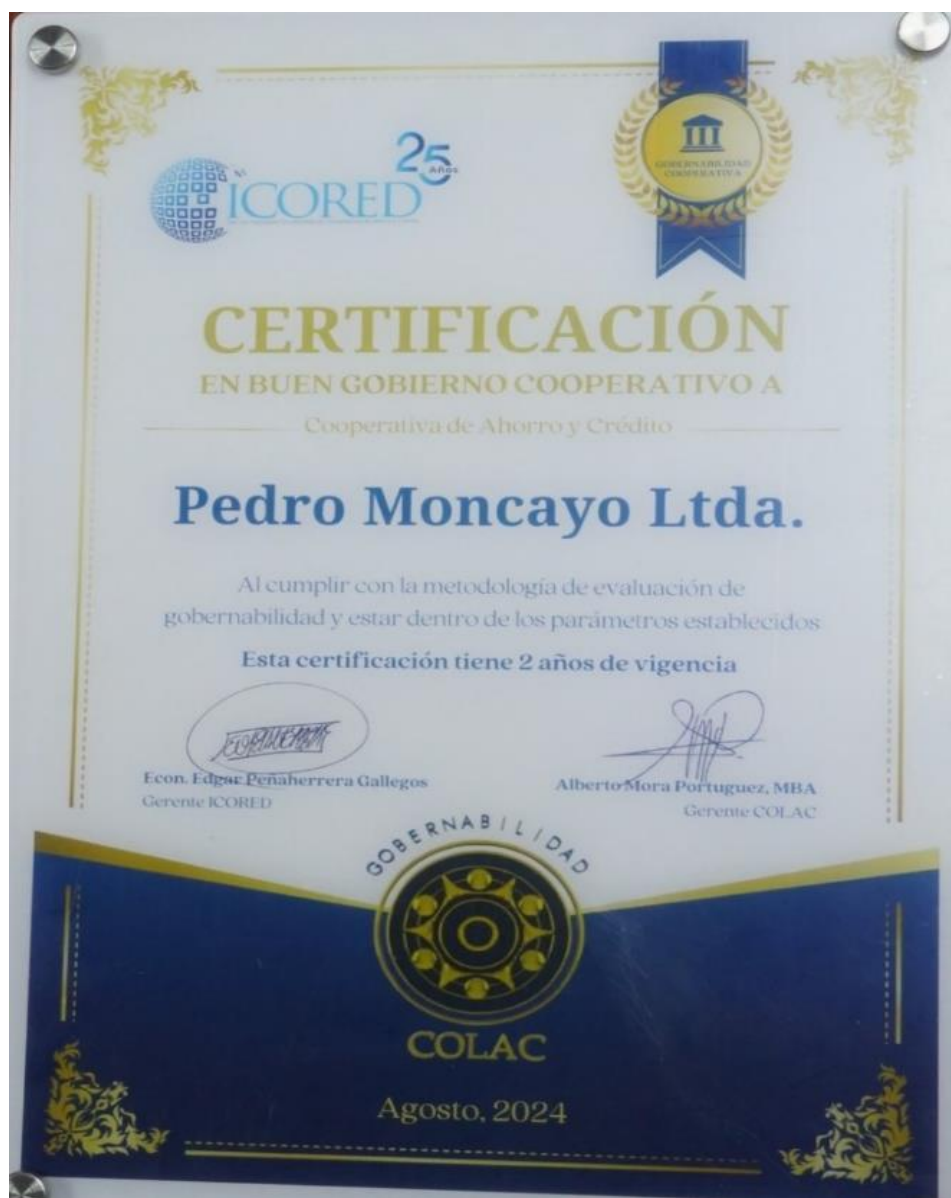 ICORED
25
Años
GOBERNABILIDAD
COOPERATIVA
CERTIFICACIÓN
EN BUEN GOBIERNO COOPERATIVO A
Cooperativa de Ahorro y Crédito
Pedro Moncayo Ltda.
Al cumplir con la metodología de evaluación de
gobernabilidad y estar dentro de los parámetros establecidos
Esta certificación tiene 2 años de vigencia
Econ. Edgar Peñaherrera Gallegos
Gerente ICORED
Alberto Mora Portuguez, MBA
Gerente COLAC
GOBERNABILIDAD
COLAC
Agosto, 2024